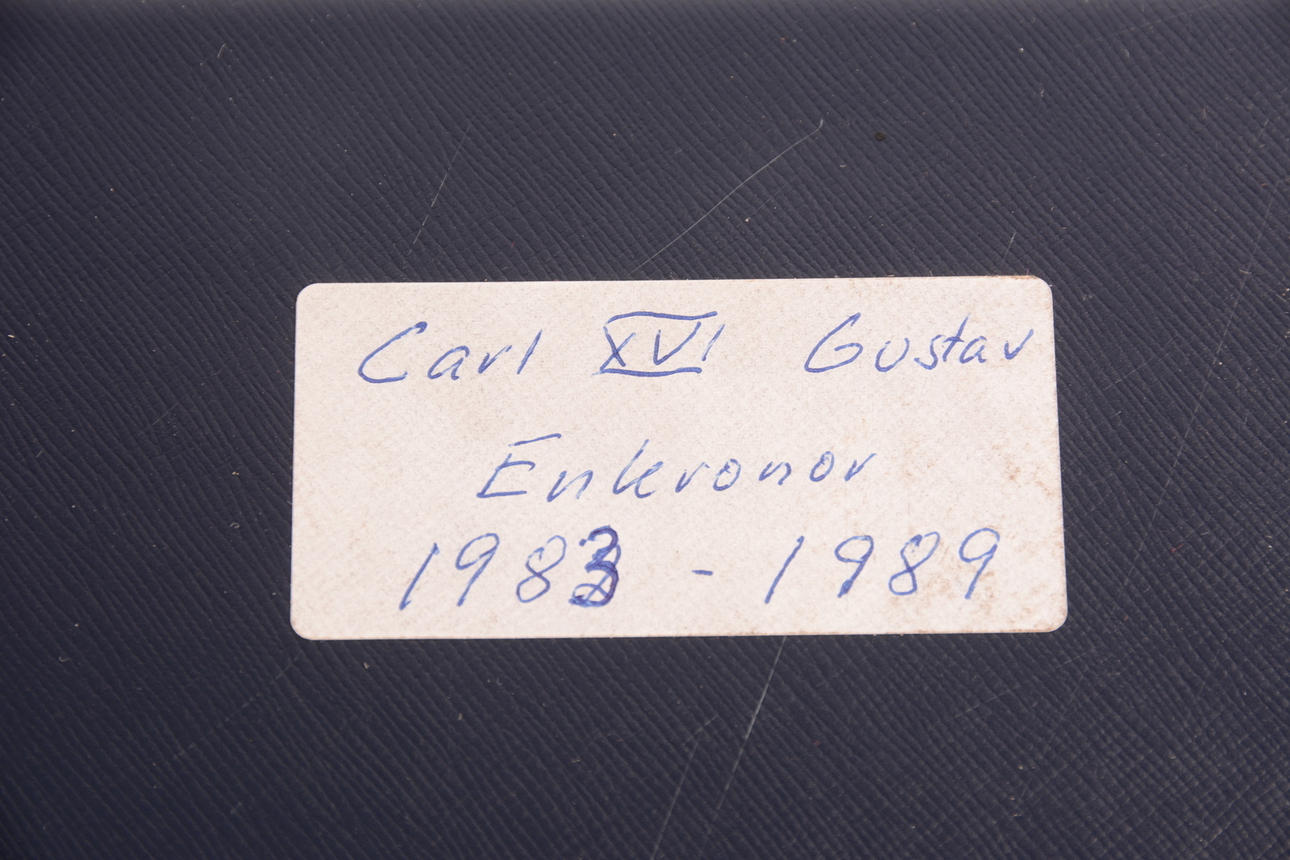 Carl XVI Gustav
Enkronor
1983 - 1989